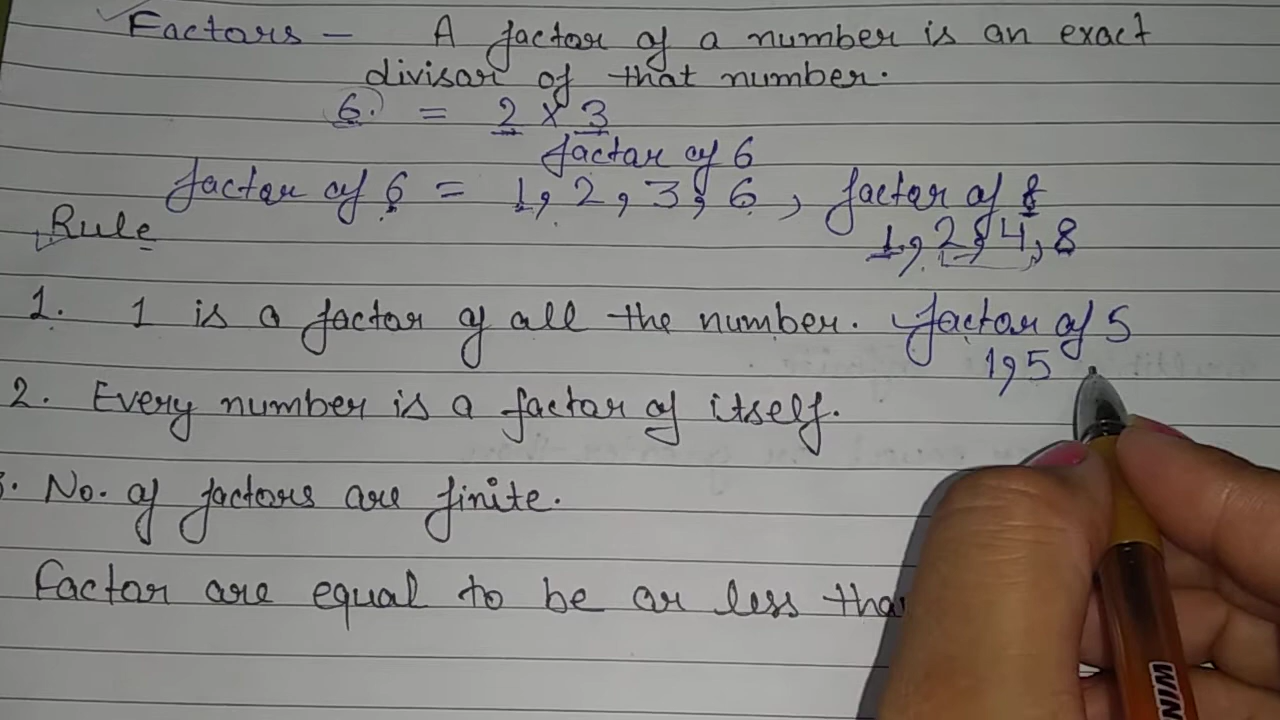 Factors - A factor of a number is an exact
divisor of that number.
6. = 2 x 3
factor of 6
factor of 6 = 1, 2, 3, 6, factor of 8
1, 2, 4, 8
Rule
1. 1 is a factor of all the number. factor of 5
1, 5
2. Every number is a factor of itself.
3. No. of factors are finite.
Factor are equal to be or less tha
WIN